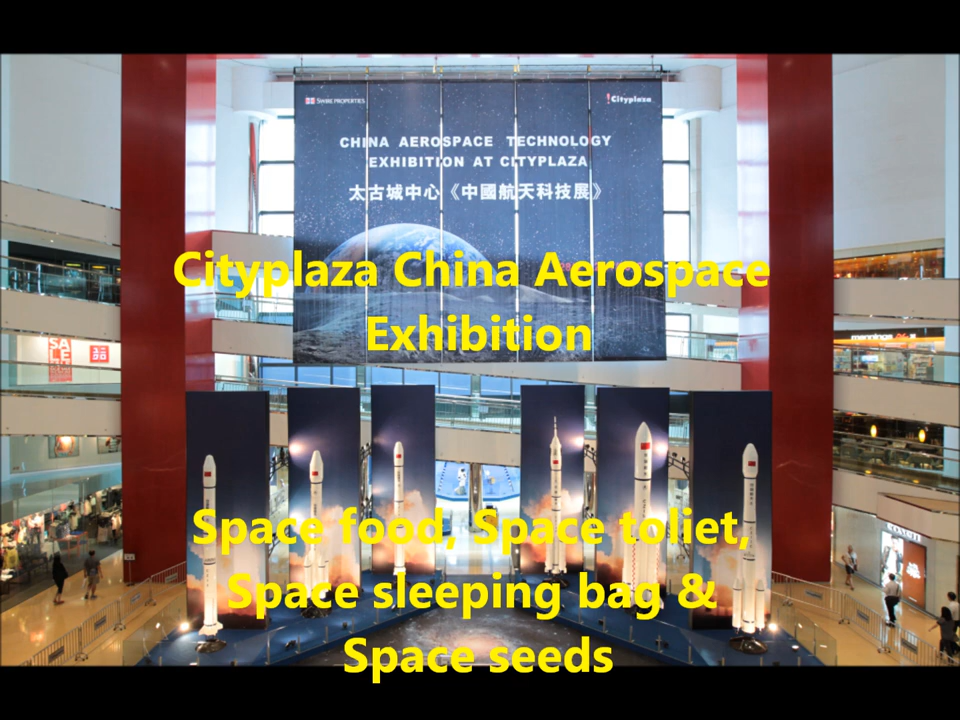 SWIRE PROPERTIES
Cityplaza
CHINA AEROSPACE TECHNOLOGY
EXHIBITION AT CITYPLAZA
太古城中心《中國航天科技展》
Cityplaza China Aerospace
Exhibition
SALE
mannings
Space food, Space toliet,
Space sleeping bag &
Space seeds